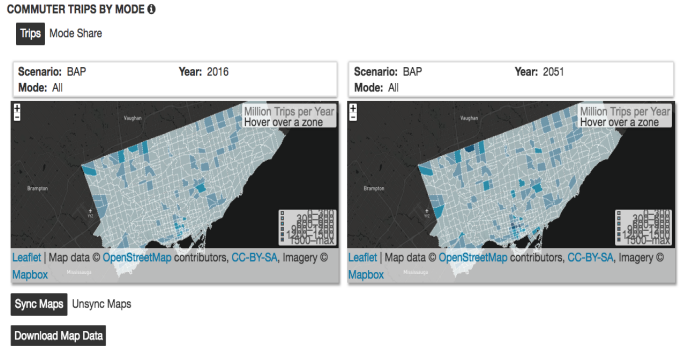 COMMUTER TRIPS BY MODE
Trips Mode Share
Scenario: BAP Year: 2016
Mode: All
+
-
Million Trips per Year
Hover over a zone
Vaughan
Brampton
Leaflet | Map data © OpenStreetMap contributors, CC-BY-SA, Imagery ©
Mapbox
Scenario: BAP Year: 2051
Mode: All
+
-
Million Trips per Year
Hover over a zone
Vaughan
Brampton
Leaflet | Map data © OpenStreetMap contributors, CC-BY-SA, Imagery ©
Mapbox
Sync Maps Unsync Maps
Download Map Data